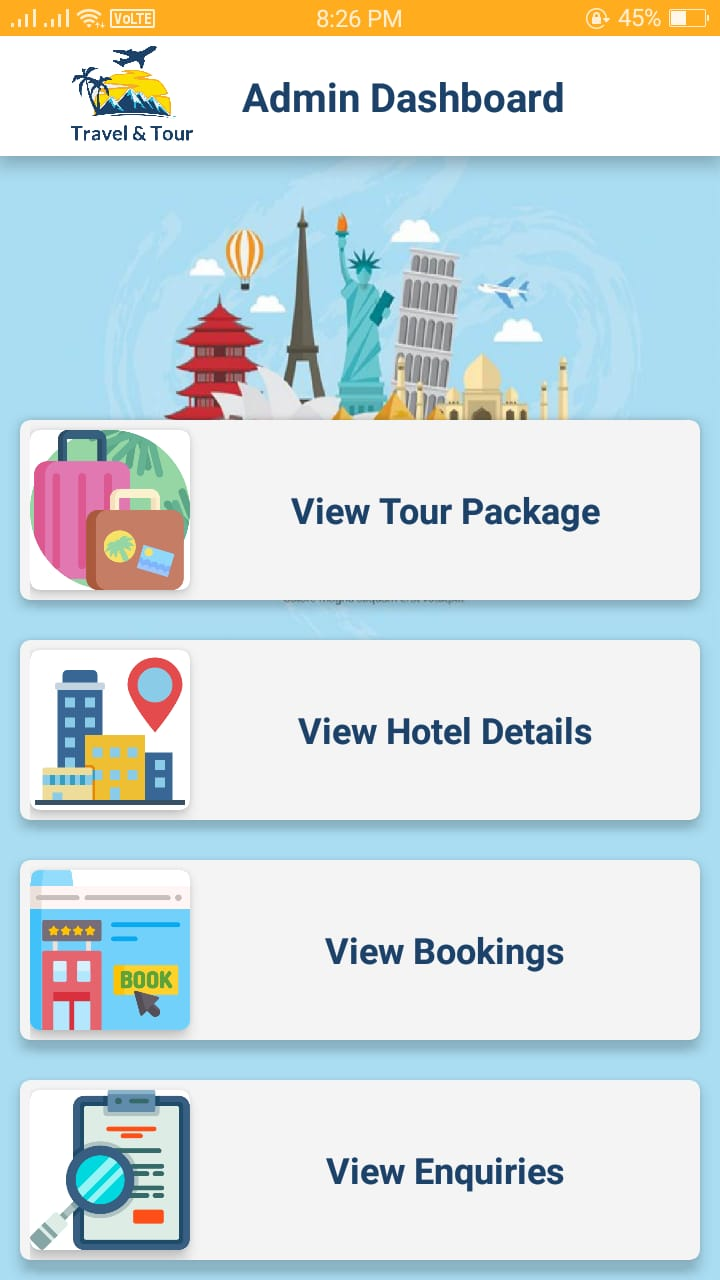 VoLTE
8:26 PM
45%
Travel & Tour
Admin Dashboard
View Tour Package
View Hotel Details
View Bookings
BOOK
View Enquiries